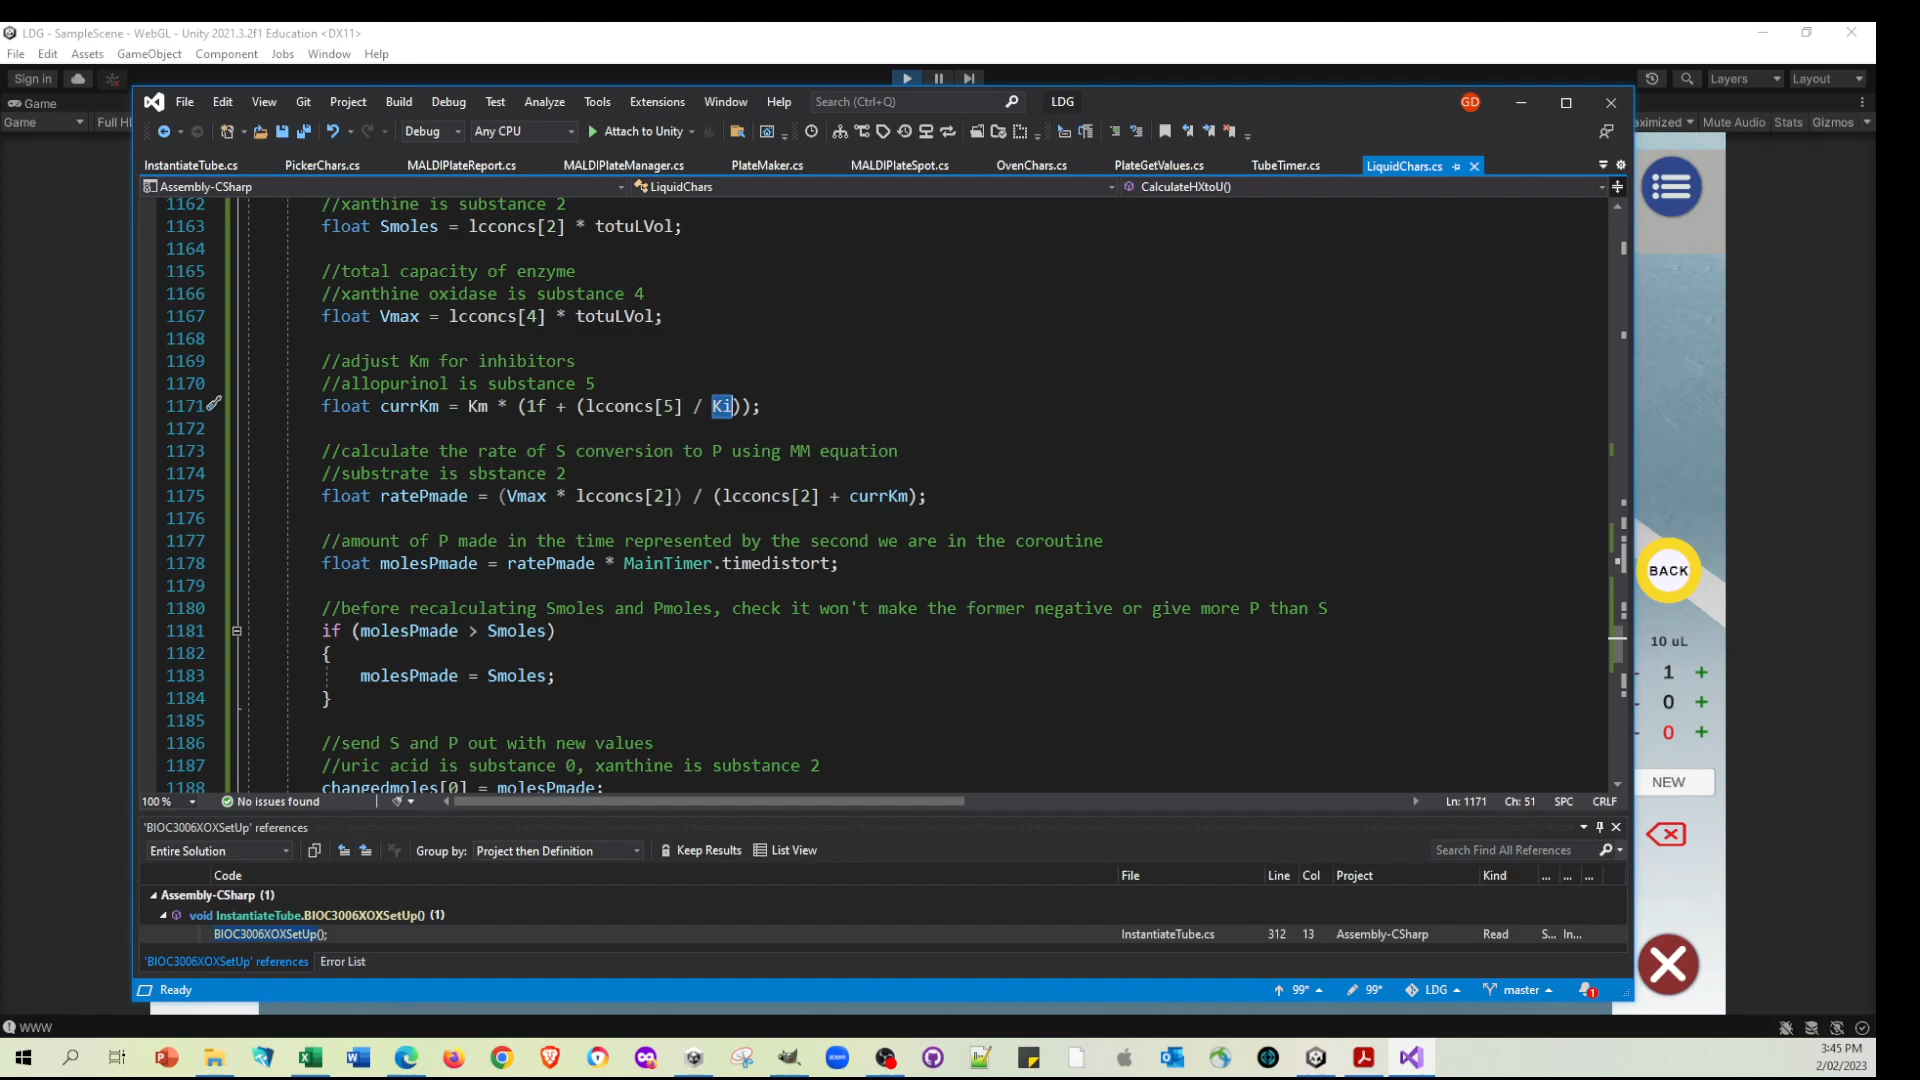 LDG - SampleScene - WebGL - Unity 2021.3.2f1 Education <DX11>
File Edit Assets GameObject Component Jobs Window Help
Sign in Layers Layout
Game
Game Full HD
aximized Mute Audio Stats Gizmos
File Edit View Git Project Build Debug Test Analyze Tools Extensions Window Help Search (Ctrl+Q) LDG GD
Debug Any CPU Attach to Unity
InstantiateTube.cs PickerChars.cs MALDIPlateReport.cs MALDIPlateManager.cs PlateMaker.cs MALDIPlateSpot.cs OvenChars.cs PlateGetValues.cs TubeTimer.cs LiquidChars.cs
Assembly-CSharp LiquidChars CalculateHXtoU()
1162 //xanthine is substance 2
1163 float Smoles = lcconcs[2] * totuLVol;
1164
1165 //total capacity of enzyme
1166 //xanthine oxidase is substance 4
1167 float Vmax = lcconcs[4] * totuLVol;
1168
1169 //adjust Km for inhibitors
1170 //allopurinol is substance 5
1171 float currKm = Km * (1f + (lcconcs[5] / Ki));
1172
1173 //calculate the rate of S conversion to P using MM equation
1174 //substrate is sbstance 2
1175 float ratePmade = (Vmax * lcconcs[2]) / (lcconcs[2] + currKm);
1176
1177 //amount of P made in the time represented by the second we are in the coroutine
1178 float molesPmade = ratePmade * MainTimer.timedistort;
1179
1180 //before recalculating Smoles and Pmoles, check it won't make the former negative or give more P than S
1181 if (molesPmade > Smoles)
1182 {
1183 molesPmade = Smoles;
1184 }
1185
1186 //send S and P out with new values
1187 //uric acid is substance 0, xanthine is substance 2
1188 changedmoles[0] = molesPmade;
100 % No issues found Ln: 1171 Ch: 51 SPC CRLF
'BIOC3006XOXSetUp' references
Entire Solution Group by: Project then Definition Keep Results List View Search Find All References
Code File Line Col Project Kind ... ... ...
Assembly-CSharp (1)
void InstantiateTube.BIOC3006XOXSetUp() (1)
BIOC3006XOXSetUp(); InstantiateTube.cs 312 13 Assembly-CSharp Read S... In...
'BIOC3006XOXSetUp' references Error List
Ready 99* 99* LDG master 1
BACK
10 uL
- 1 +
- 0 +
- 0 +
NEW
WWW
zoom
3:45 PM
2/02/2023